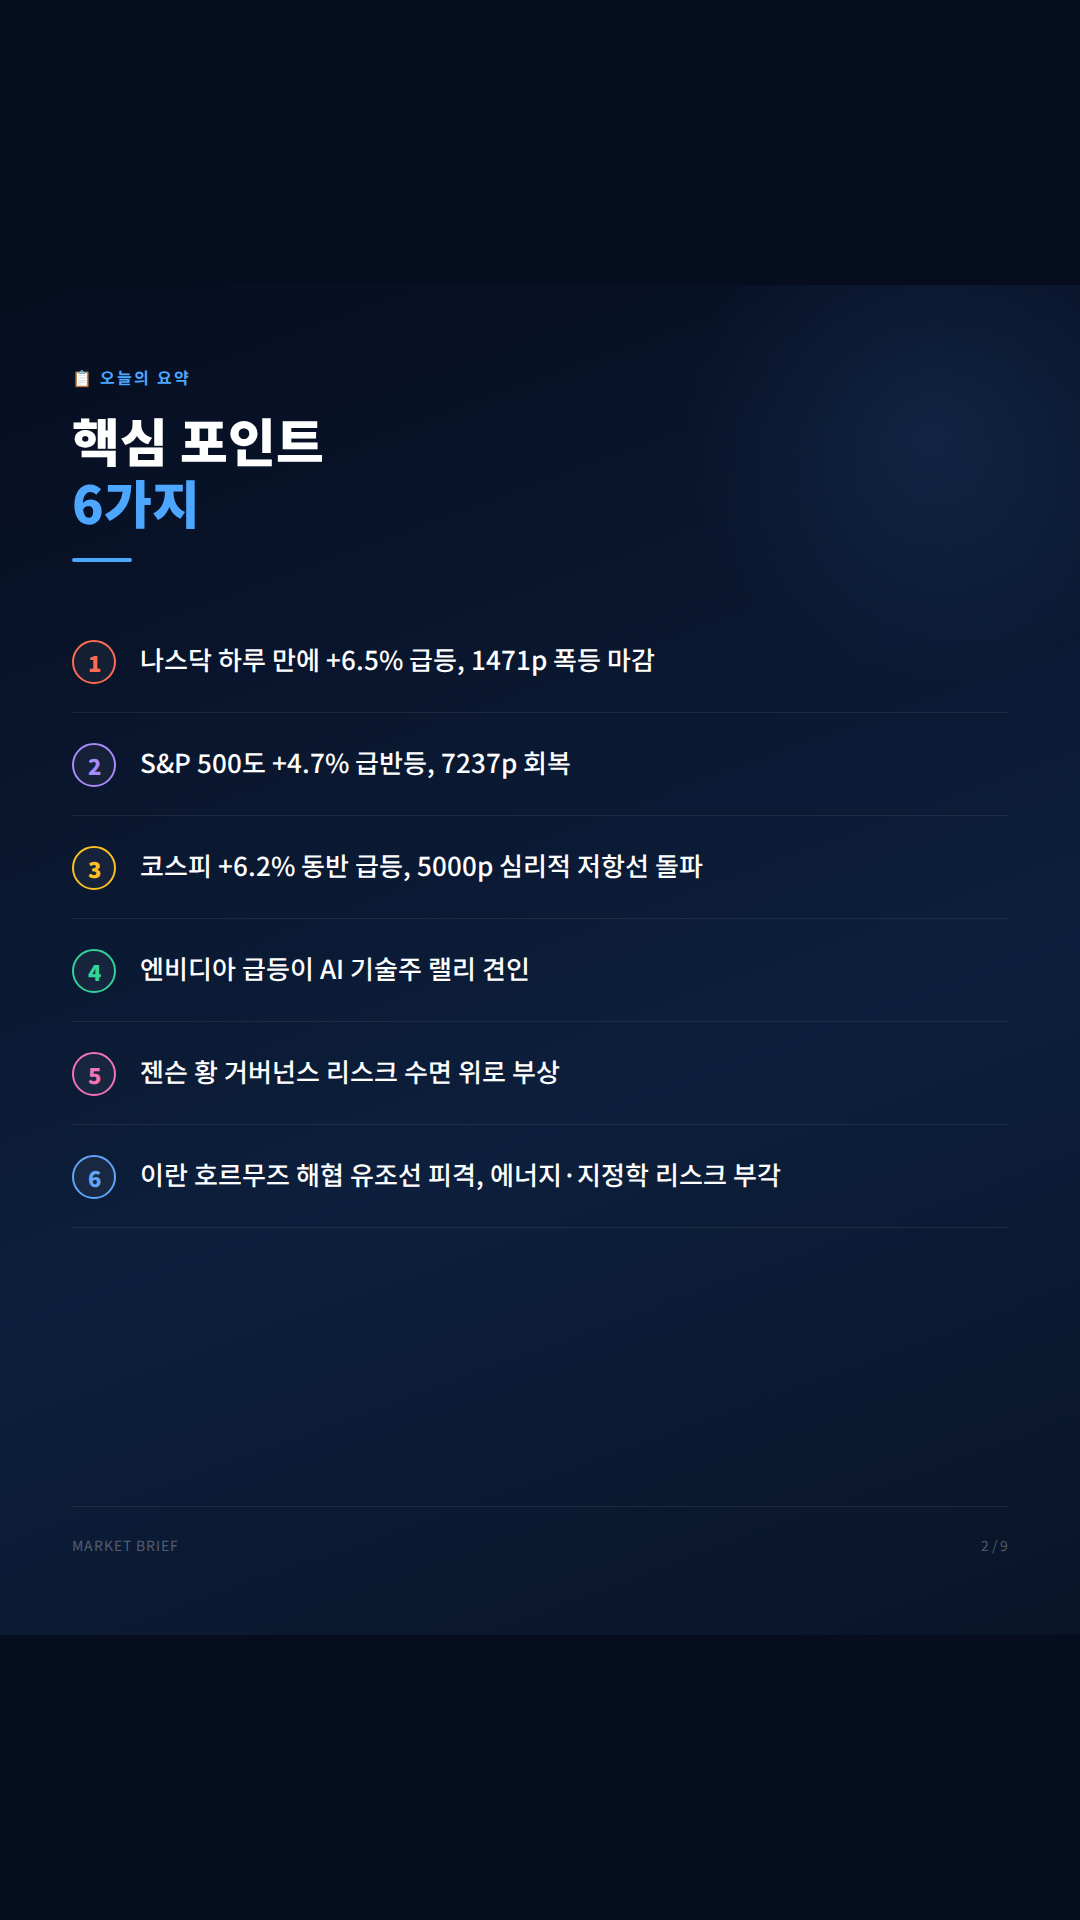 📋 오늘의 요약
핵심 포인트
6가지
1 나스닥 하루 만에 +6.5% 급등, 1471p 폭등 마감
2 S&P 500도 +4.7% 급반등, 7237p 회복
3 코스피 +6.2% 동반 급등, 5000p 심리적 저항선 돌파
4 엔비디아 급등이 AI 기술주 랠리 견인
5 젠슨 황 거버넌스 리스크 수면 위로 부상
6 이란 호르무즈 해협 유조선 피격, 에너지·지정학 리스크 부각
MARKET BRIEF 2 / 9